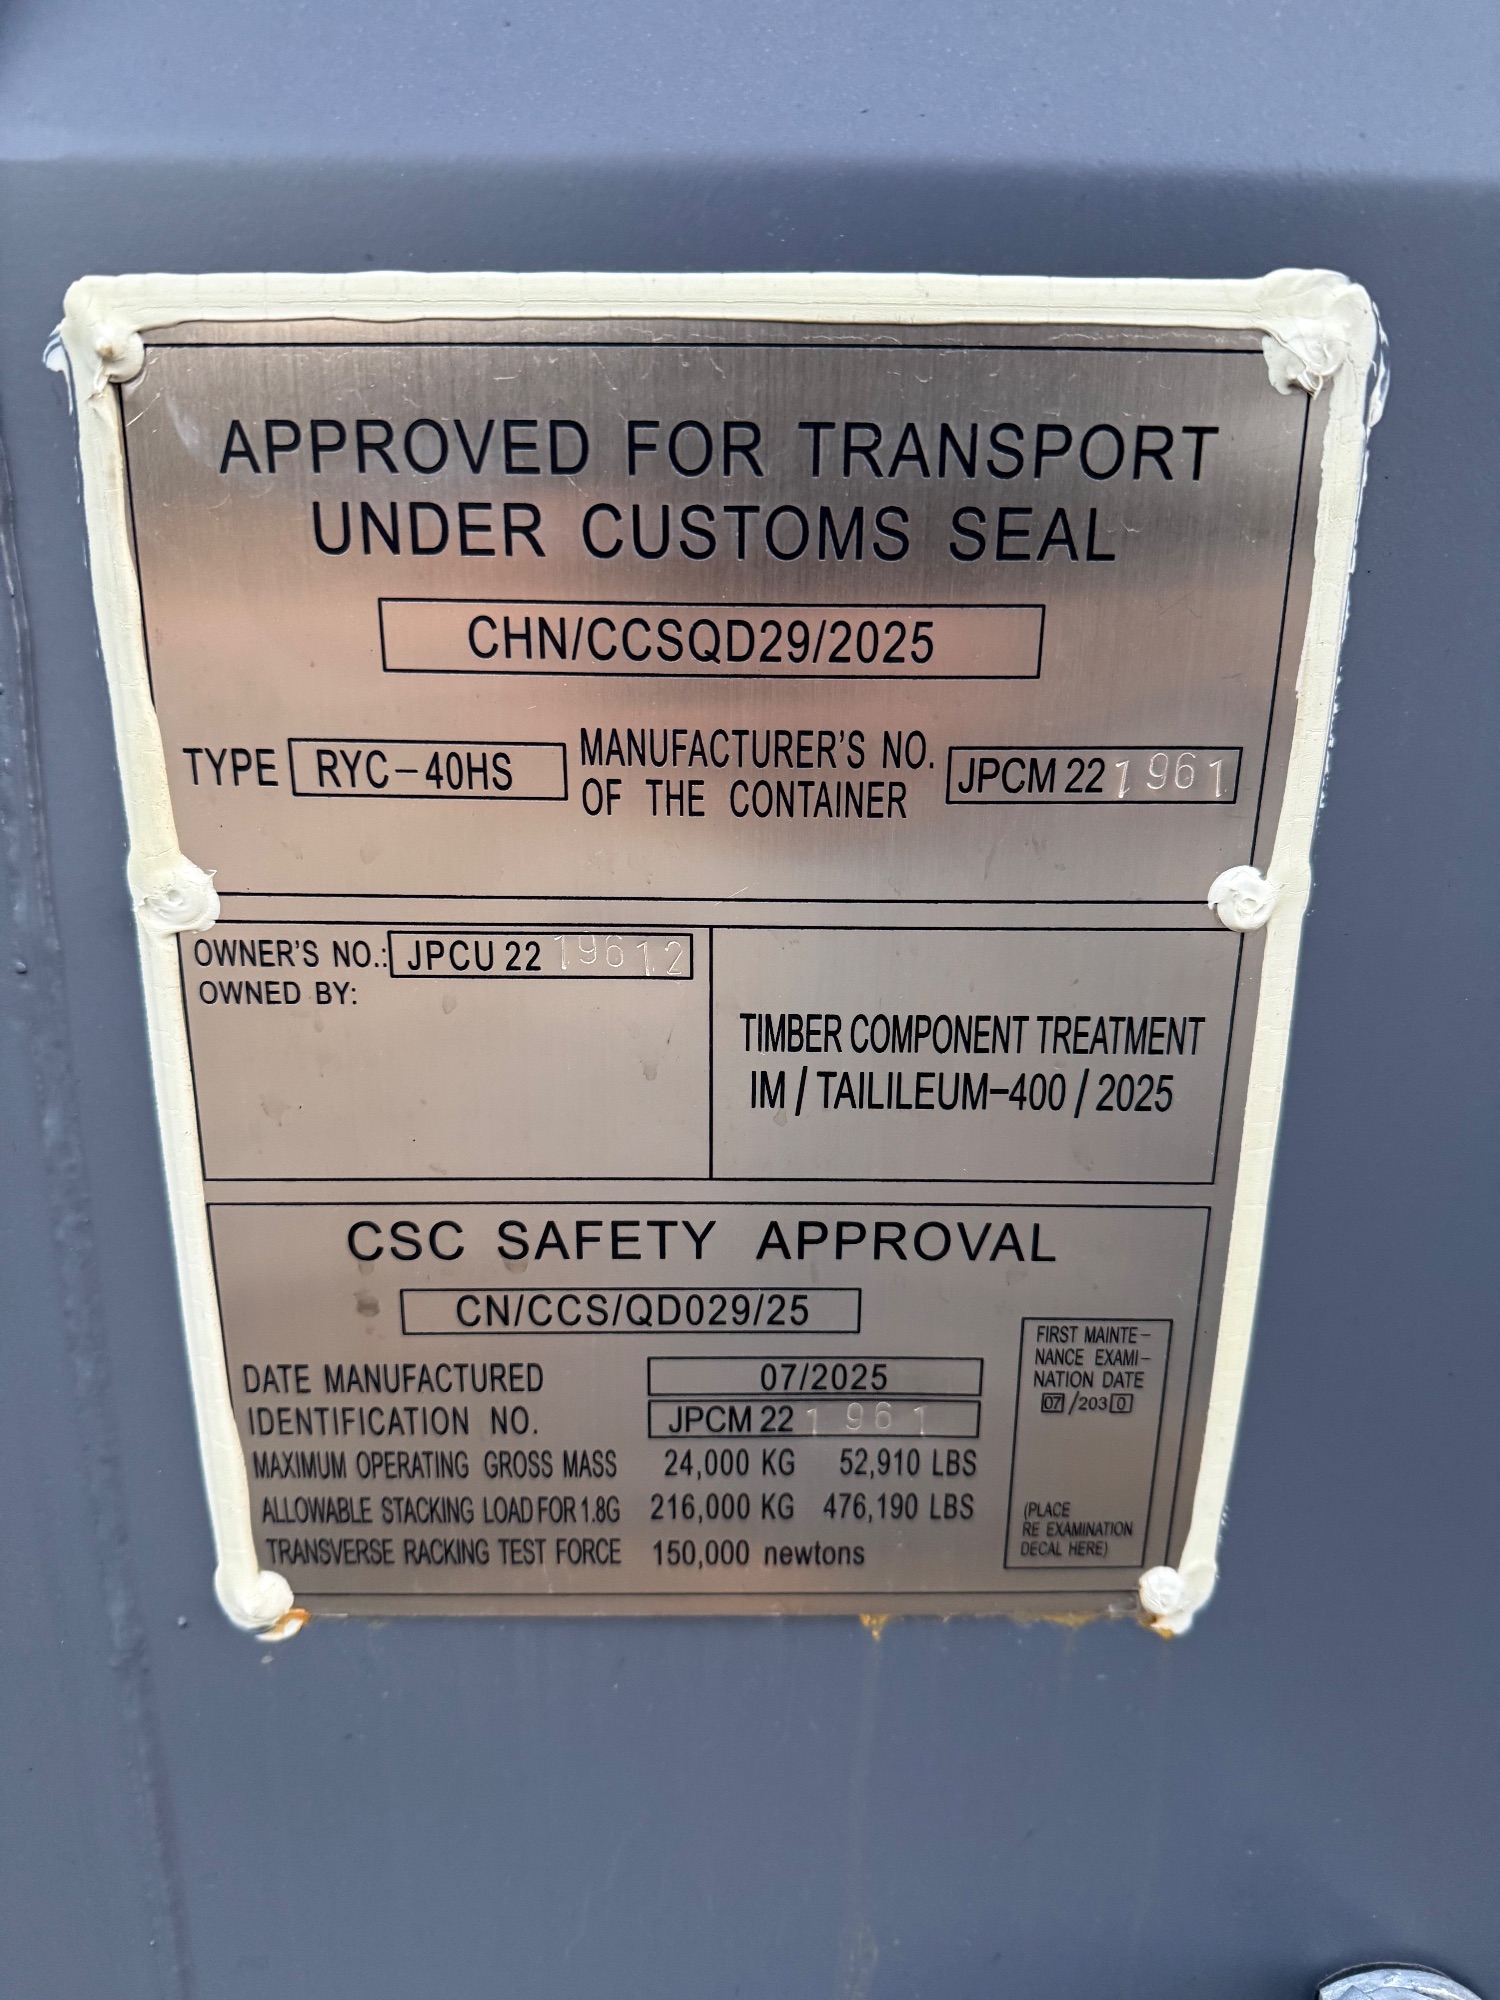 APPROVED FOR TRANSPORT
UNDER CUSTOMS SEAL
CHN/CCSQD29/2025
TYPE RYC-40HS MANUFACTURER'S NO. OF THE CONTAINER JPCM 221961
OWNER'S NO.: JPCU 2219612
OWNED BY:
TIMBER COMPONENT TREATMENT
IM / TAILILEUM-400 / 2025
CSC SAFETY APPROVAL
CN/CCS/QD029/25
DATE MANUFACTURED 07/2025
IDENTIFICATION NO. JPCM 221961
MAXIMUM OPERATING GROSS MASS 24,000 KG 52,910 LBS
ALLOWABLE STACKING LOAD FOR 1.8G 216,000 KG 476,190 LBS
TRANSVERSE RACKING TEST FORCE 150,000 newtons
FIRST MAINTE-
NANCE EXAMI-
NATION DATE
07/2030
(PLACE
RE EXAMINATION
DECAL HERE)